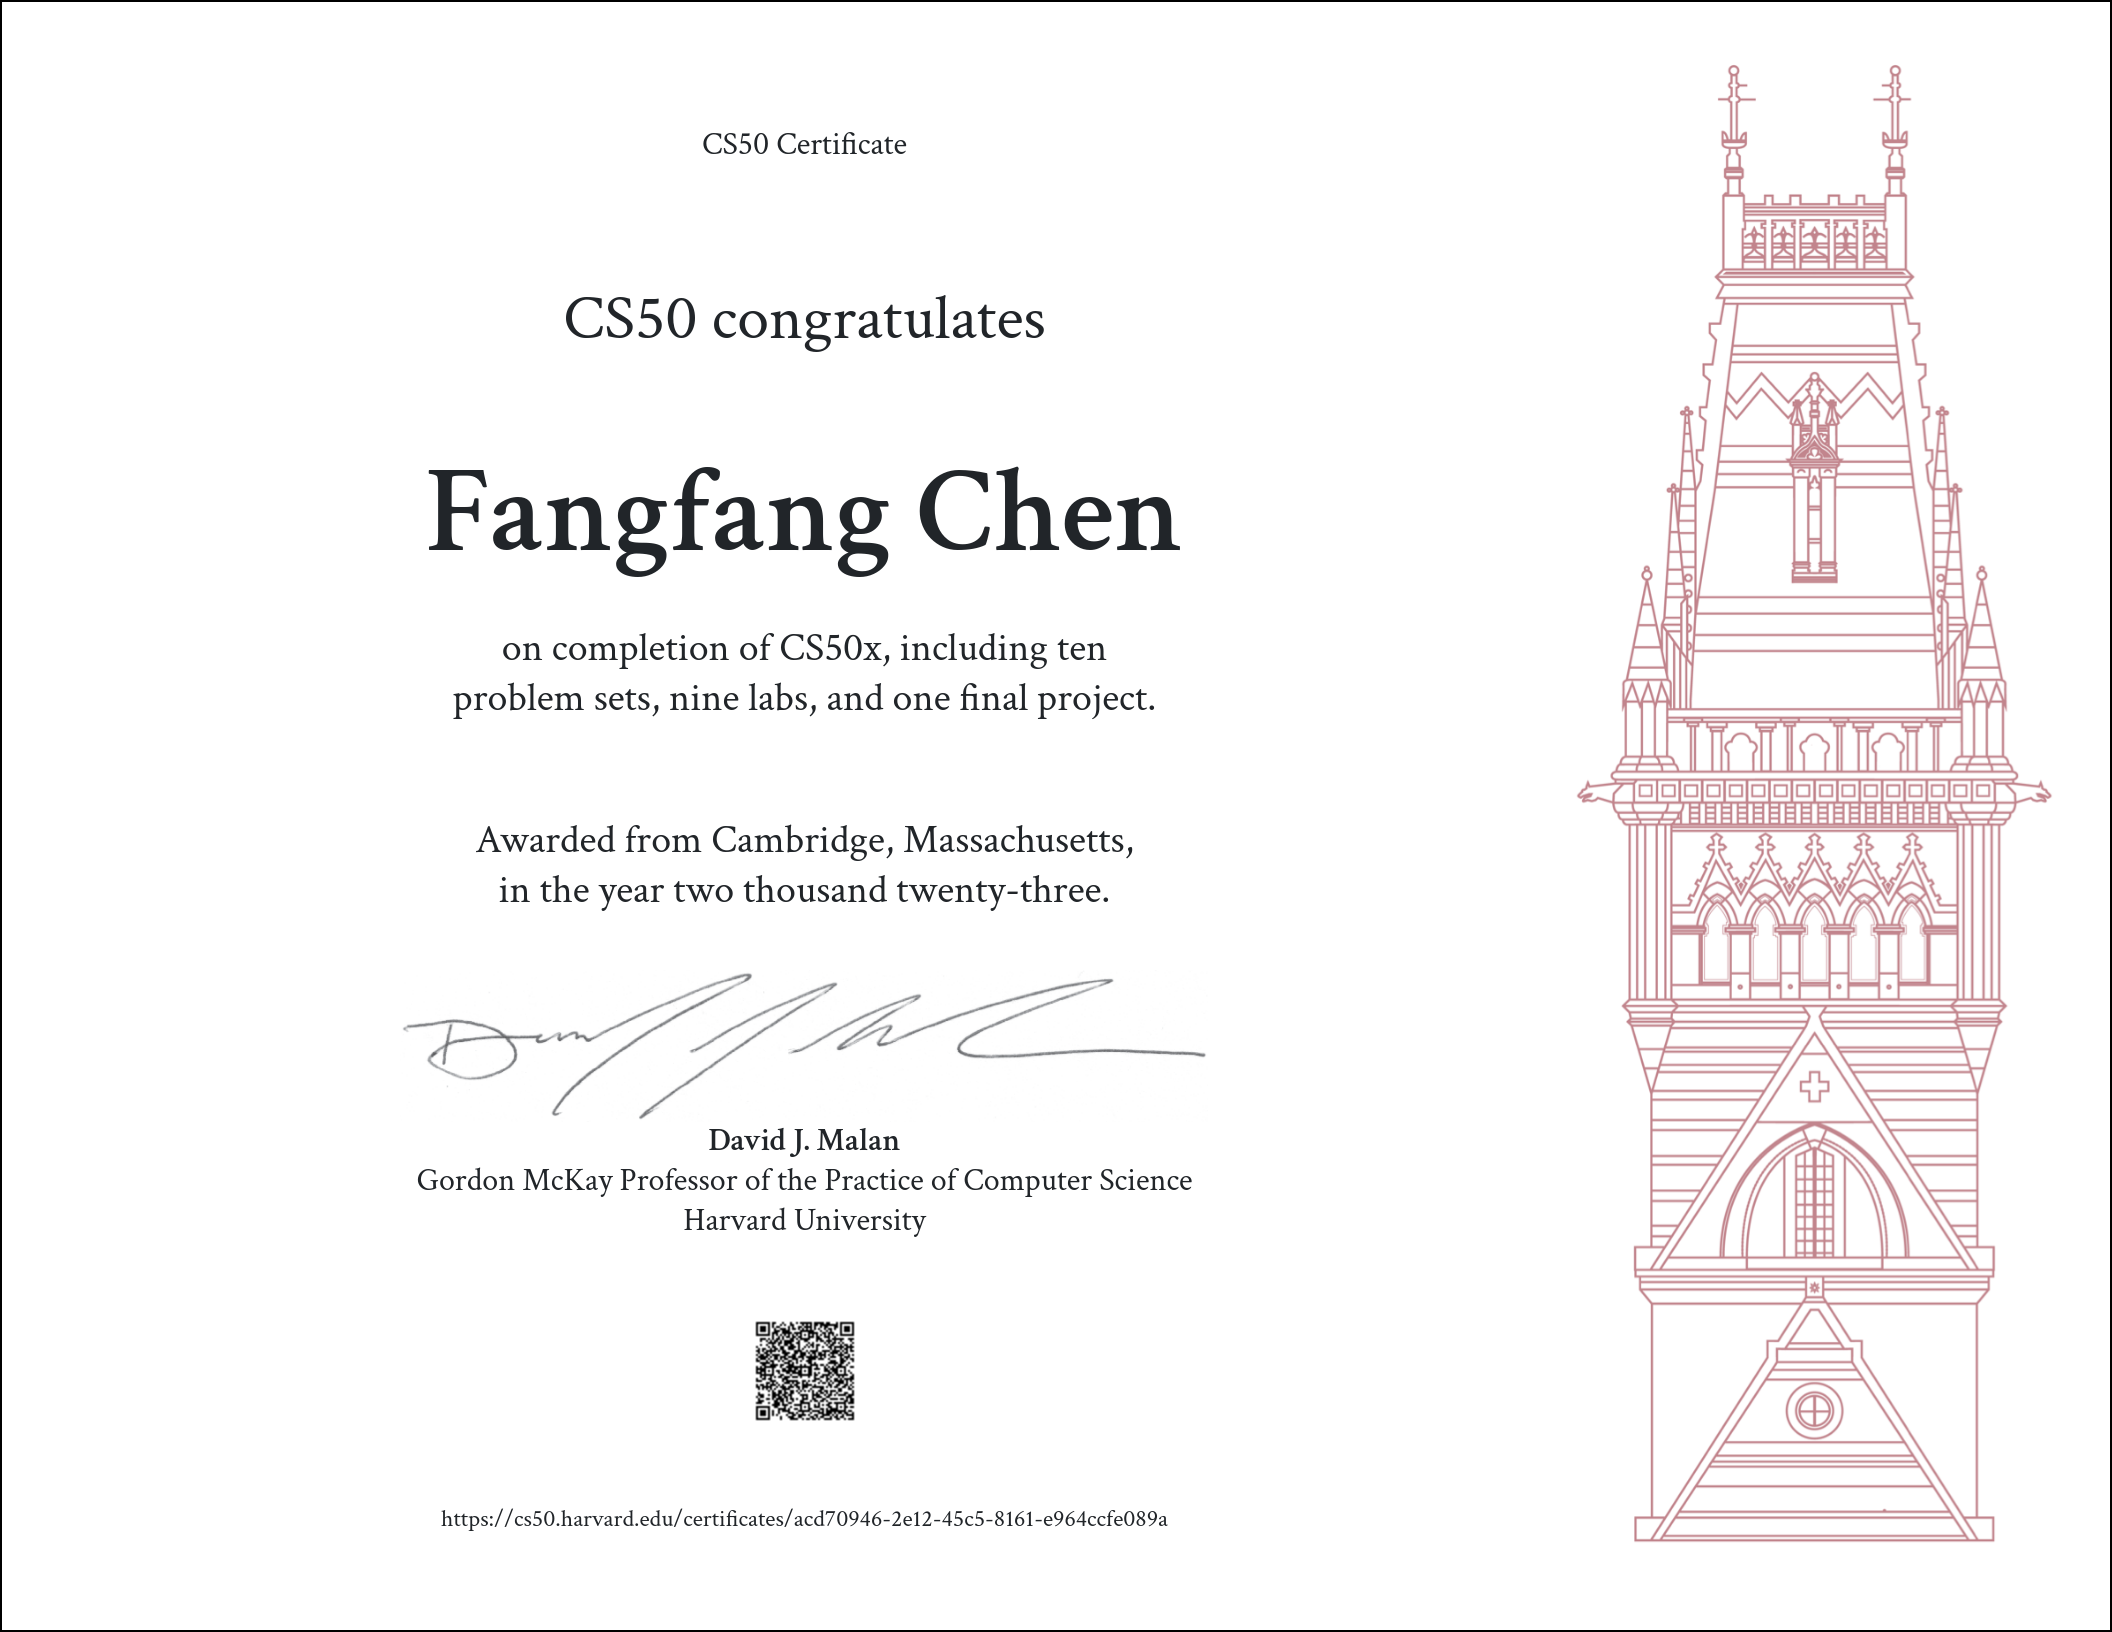 CS50 Certificate
CS50 congratulates
Fangfang Chen
on completion of CS50x, including ten
problem sets, nine labs, and one final project.
Awarded from Cambridge, Massachusetts,
in the year two thousand twenty-three.
David J. Malan
Gordon McKay Professor of the Practice of Computer Science
Harvard University
https://cs50.harvard.edu/certificates/acd70946-2e12-45c5-8161-e964ccfe089a